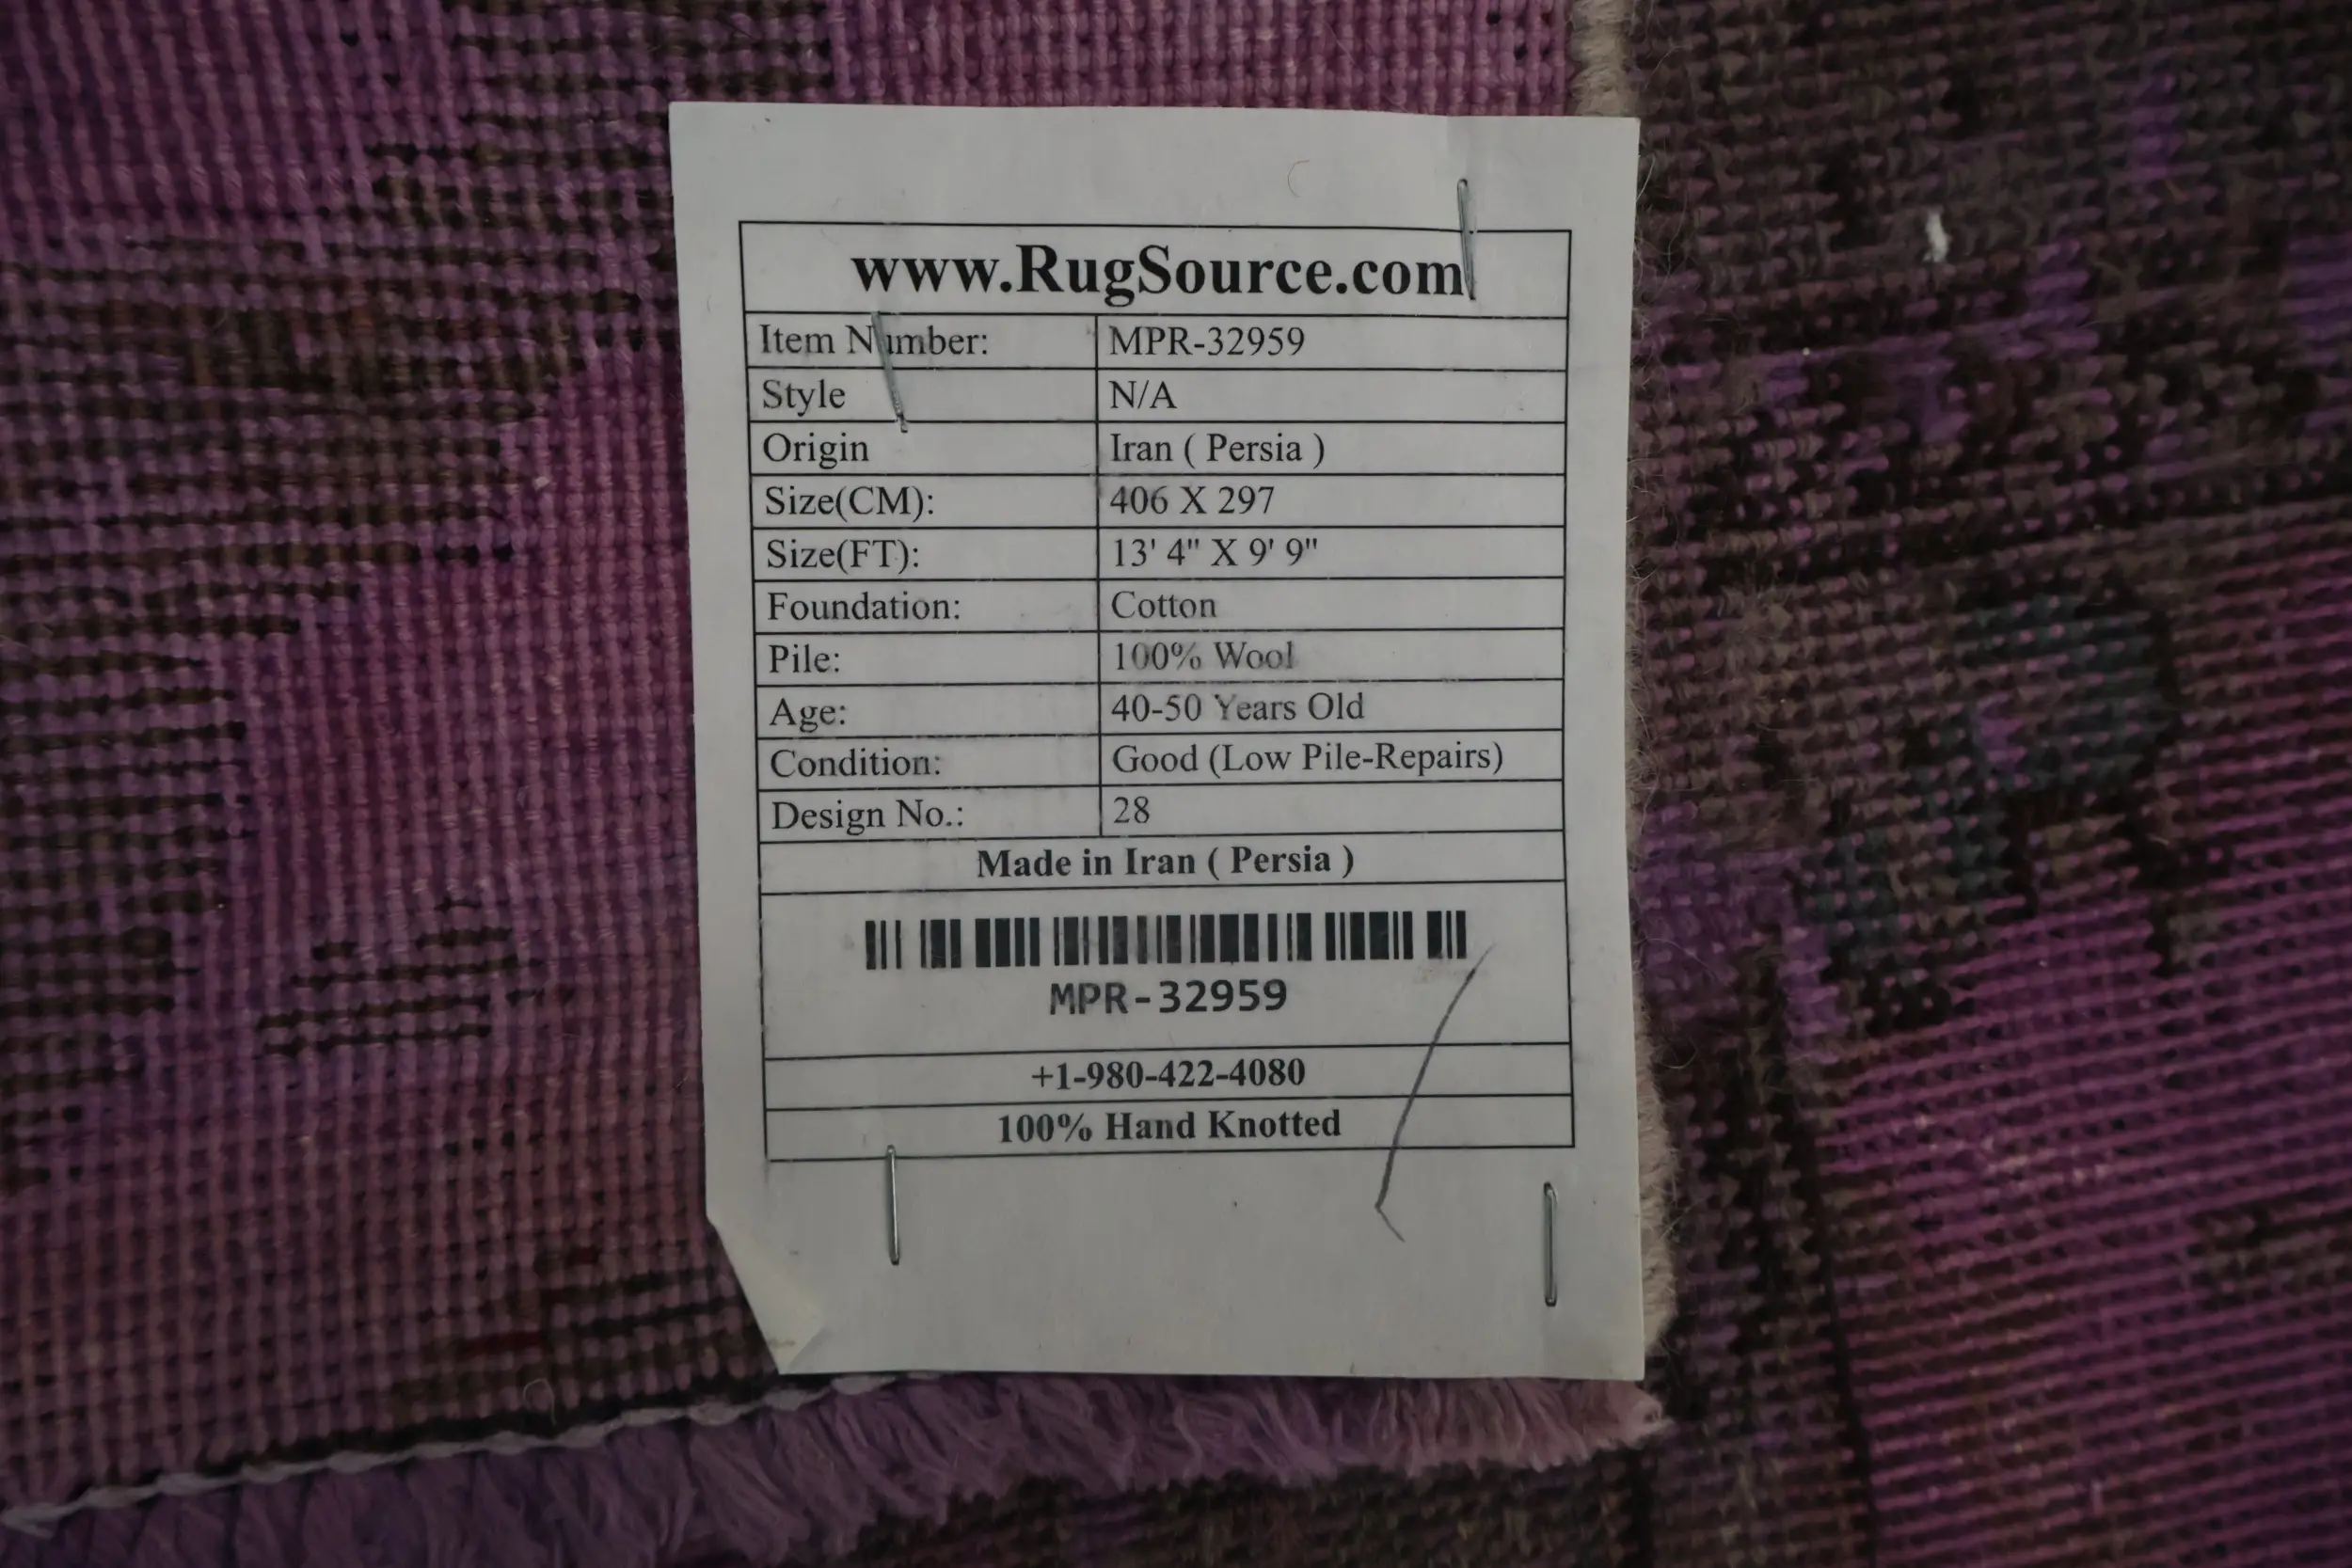 www.RugSource.com
Item Number: MPR-32959
Style N/A
Origin Iran ( Persia )
Size(CM): 406 X 297
Size(FT): 13' 4" X 9' 9"
Foundation: Cotton
Pile: 100% Wool
Age: 40-50 Years Old
Condition: Good (Low Pile-Repairs)
Design No.: 28
Made in Iran ( Persia )
MPR-32959
+1-980-422-4080
100% Hand Knotted